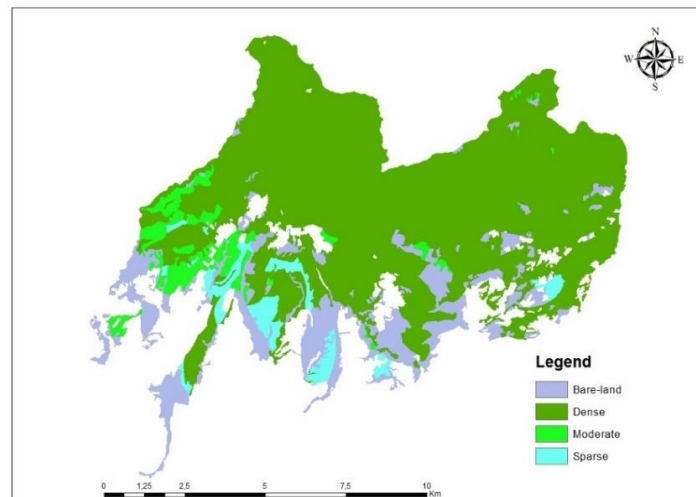 N
W E
S
Legend
Bare-land
Dense
Moderate
Sparse
0 1,25 2,5 5 7,5 10
Km